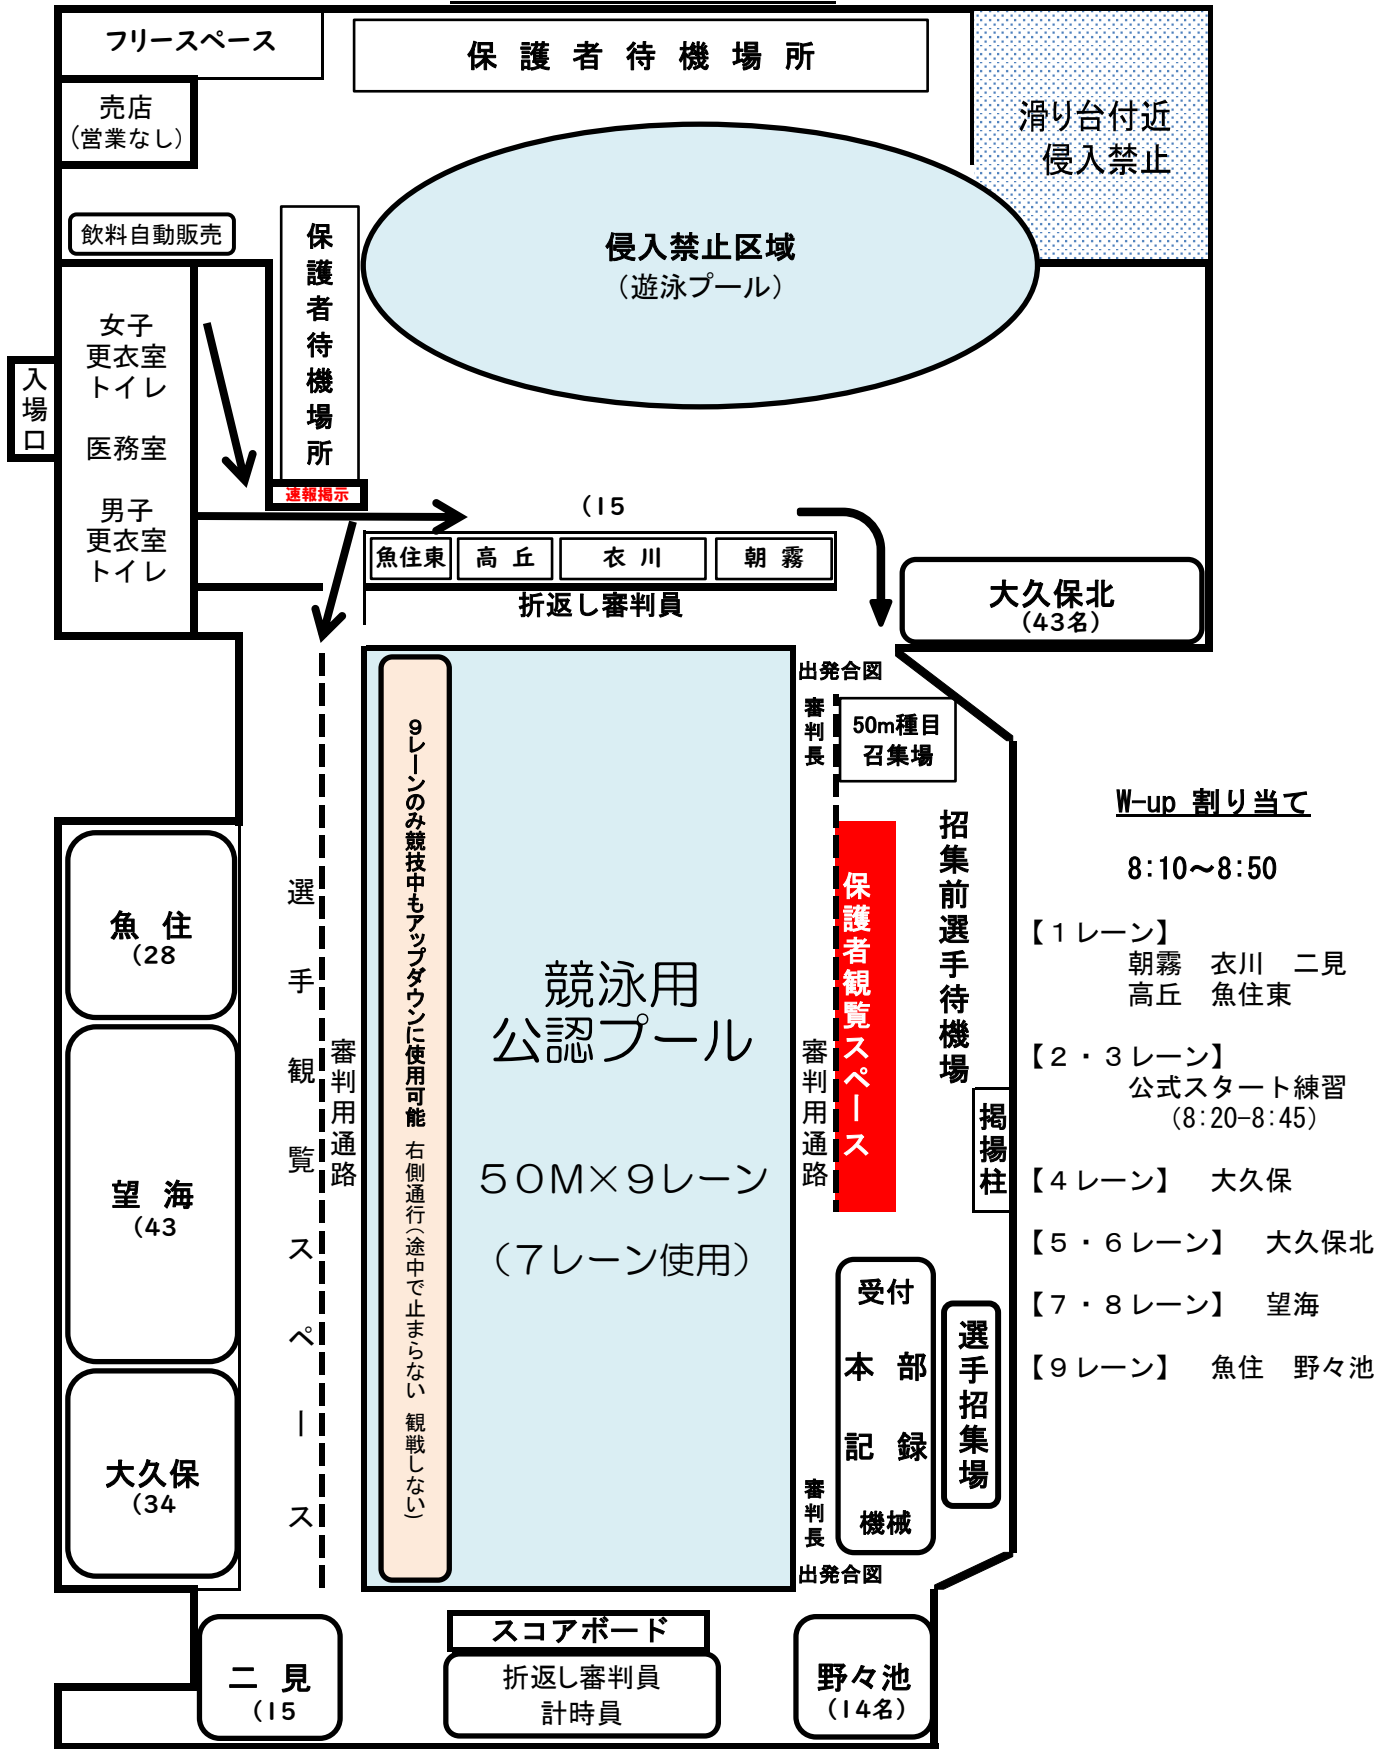 フリースペース
保 護 者 待 機 場 所
売店
(営業なし)
滑り台付近
侵入禁止
飲料自動販売
保護者待機場所
侵入禁止区域
(遊泳プール)
入場口
女子
更衣室
トイレ
医務室
男子
更衣室
トイレ
速報掲示
(15
魚住東
高 丘
衣 川
朝 霧
折返し審判員
大久保北
(43名)
出発合図
審判長
50m種目
召集場
9レーンのみ競技中もアップダウンに使用可能 右側通行(途中で止まらない 観戦しない)
選手観覧スペース
審判用通路
競泳用
公認プール
50M×9レーン
(7レーン使用)
審判用通路
保護者観覧スペース
招集前選手待機場
掲揚柱
魚 住
(28
望 海
(43
大久保
(34
受付
本 部
記 録
機械
選手招集場
審判長
出発合図
スコアボード
折返し審判員
計時員
二 見
(15
野々池
(14名)
W-up 割り当て
8:10～8:50
【1レーン】
朝霧 衣川 二見
高丘 魚住東
【2・3レーン】
公式スタート練習
(8:20-8:45)
【4レーン】 大久保
【5・6レーン】 大久保北
【7・8レーン】 望海
【9レーン】 魚住 野々池